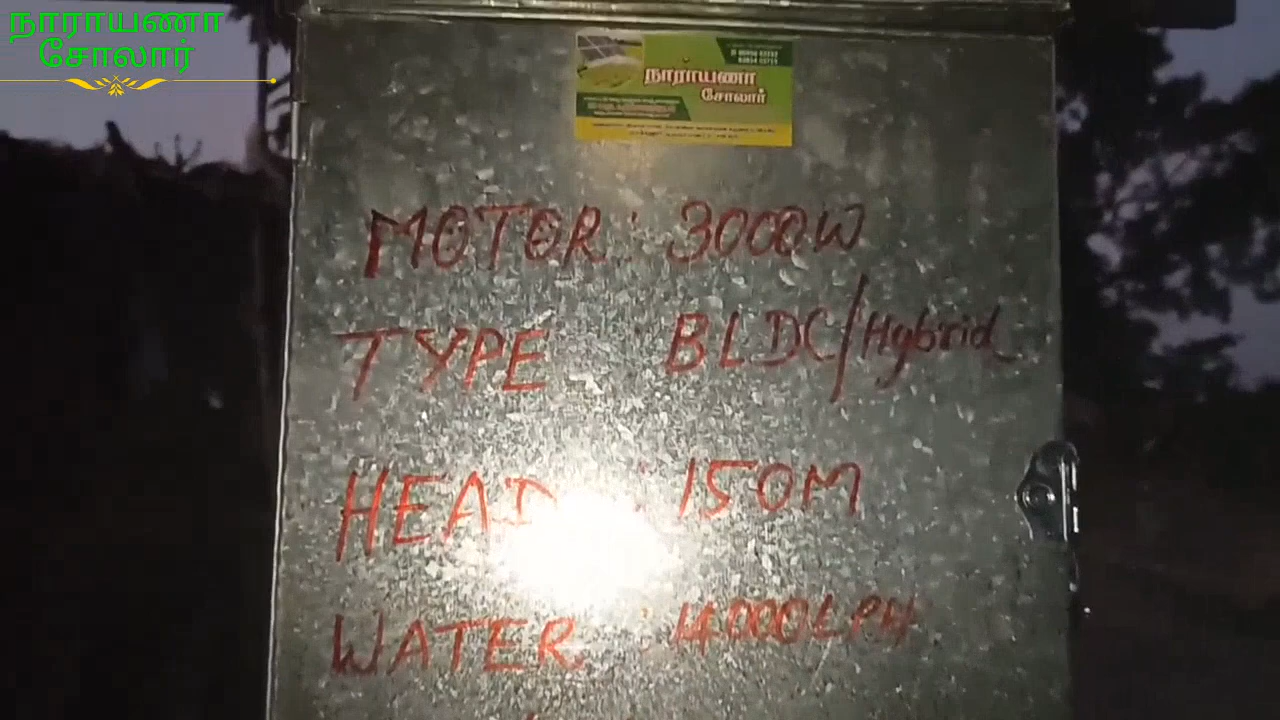 நாராயணா
சோலார்
நாராயணா
சோலார்
MOTOR : 3000W
TYPE BLDC/Hybrid
HEAD : 150M
WATER : 14000LPH